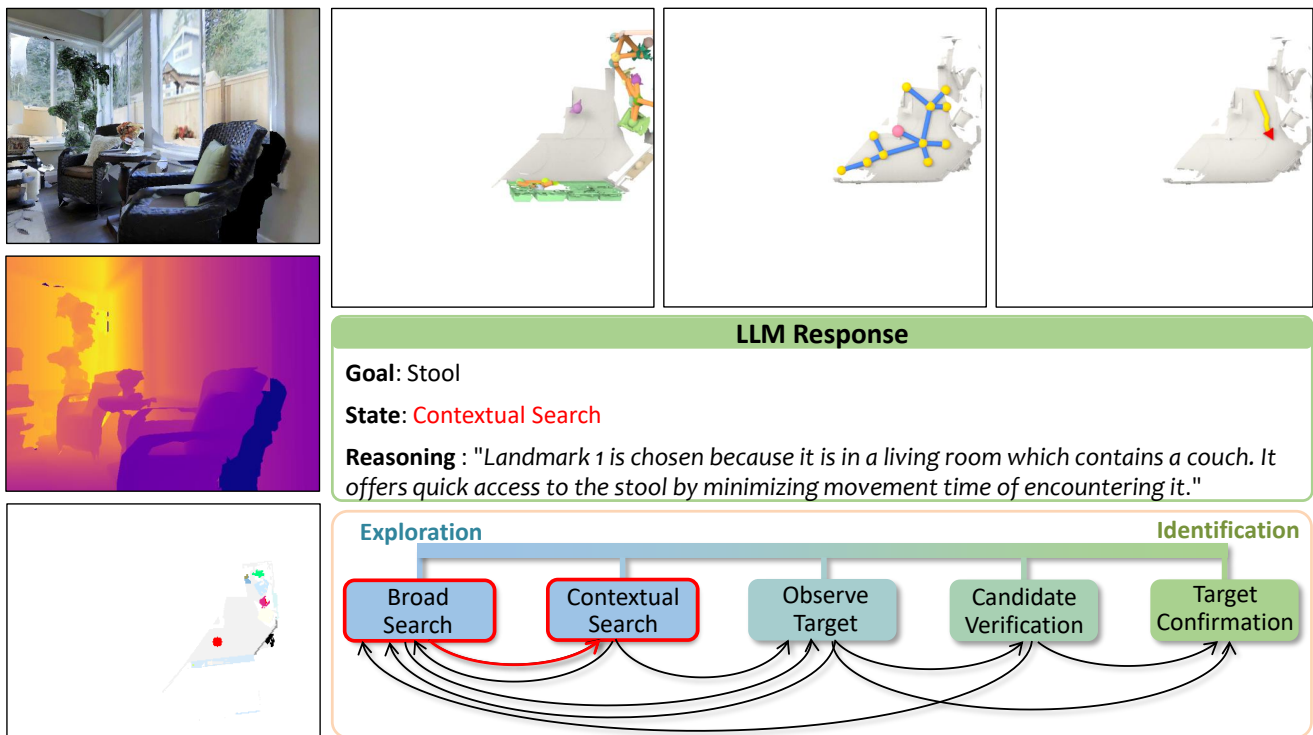 LLM Response
Goal: Stool
State: Contextual Search
Reasoning : "Landmark 1 is chosen because it is in a living room which contains a couch. It
offers quick access to the stool by minimizing movement time of encountering it."
Exploration
Identification
Broad
Search
Contextual
Search
Observe
Target
Candidate
Verification
Target
Confirmation